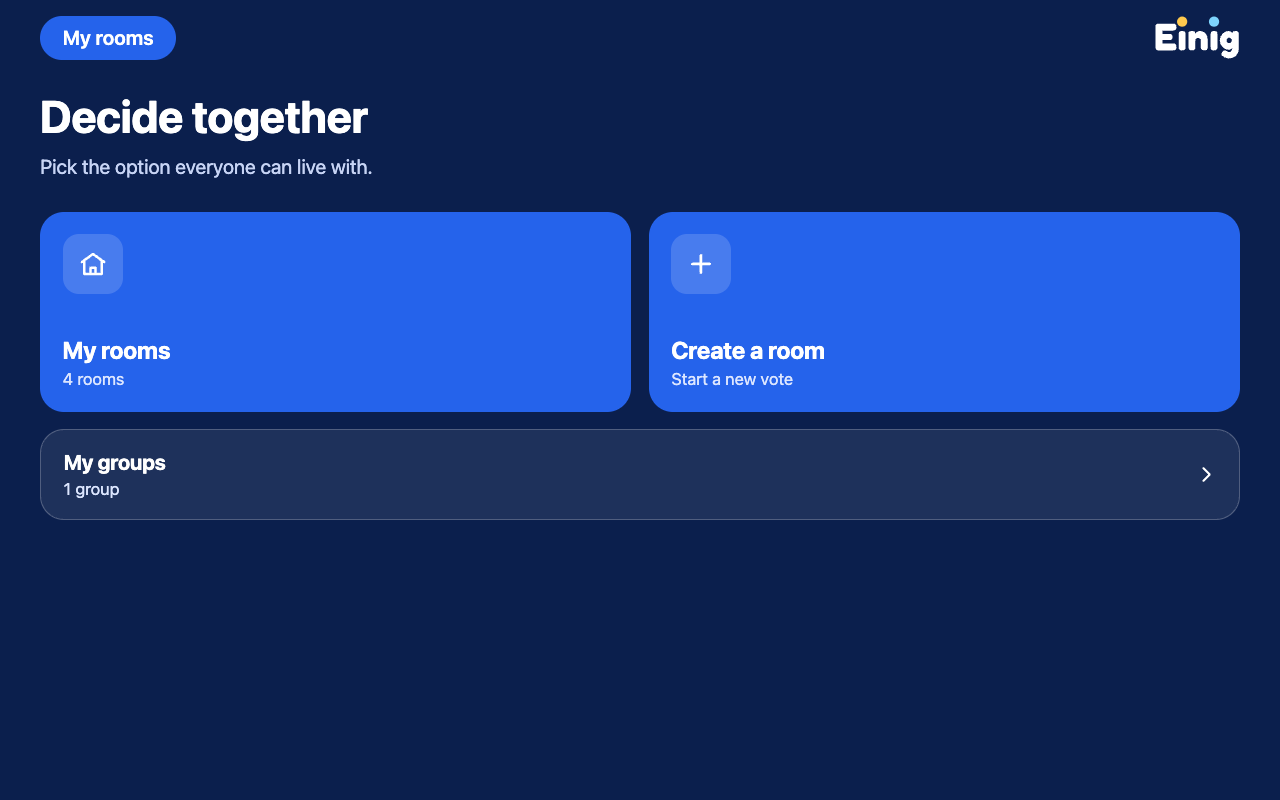 My rooms
Einig
Decide together
Pick the option everyone can live with.
My rooms
4 rooms
Create a room
Start a new vote
My groups
1 group